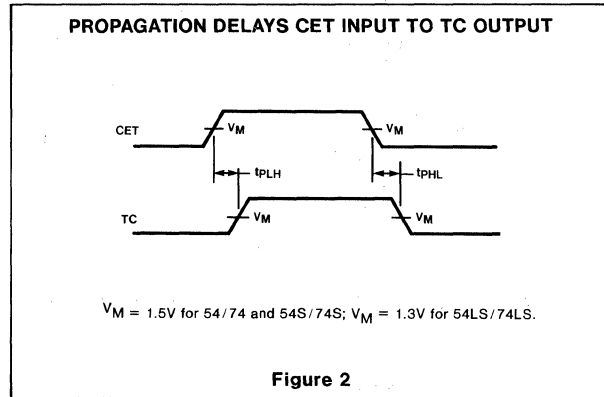 PROPAGATION DELAYS CET INPUT TO TC OUTPUT
CET
VM
VM
tPLH
tPHL
TC
VM
VM
VM = 1.5V for 54/74 and 54S/74S; VM = 1.3V for 54LS/74LS.
Figure 2